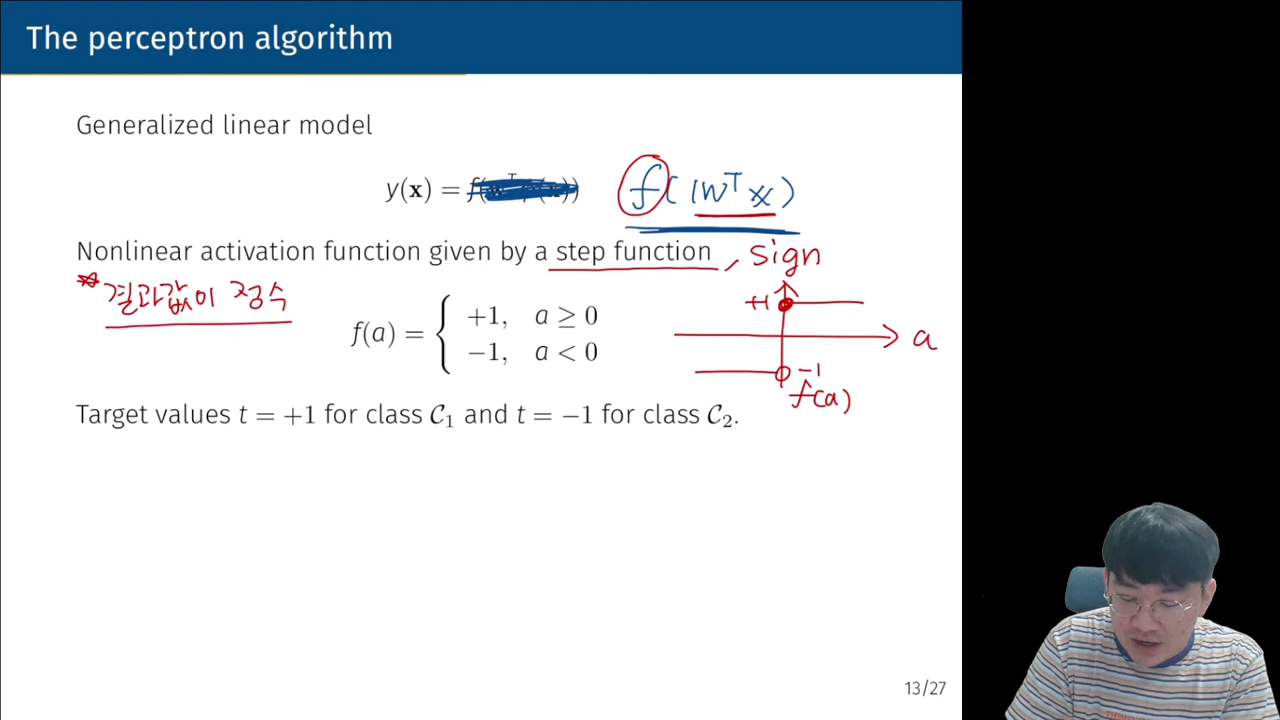 The perceptron algorithm
Generalized linear model
y(x) = f(wᵀx)
Nonlinear activation function given by a step function, sign
*결과값이 정수
f(a) = { +1, a ≥ 0
−1, a < 0
+1
a
−1
f(a)
Target values t = +1 for class C₁ and t = −1 for class C₂.
13/27